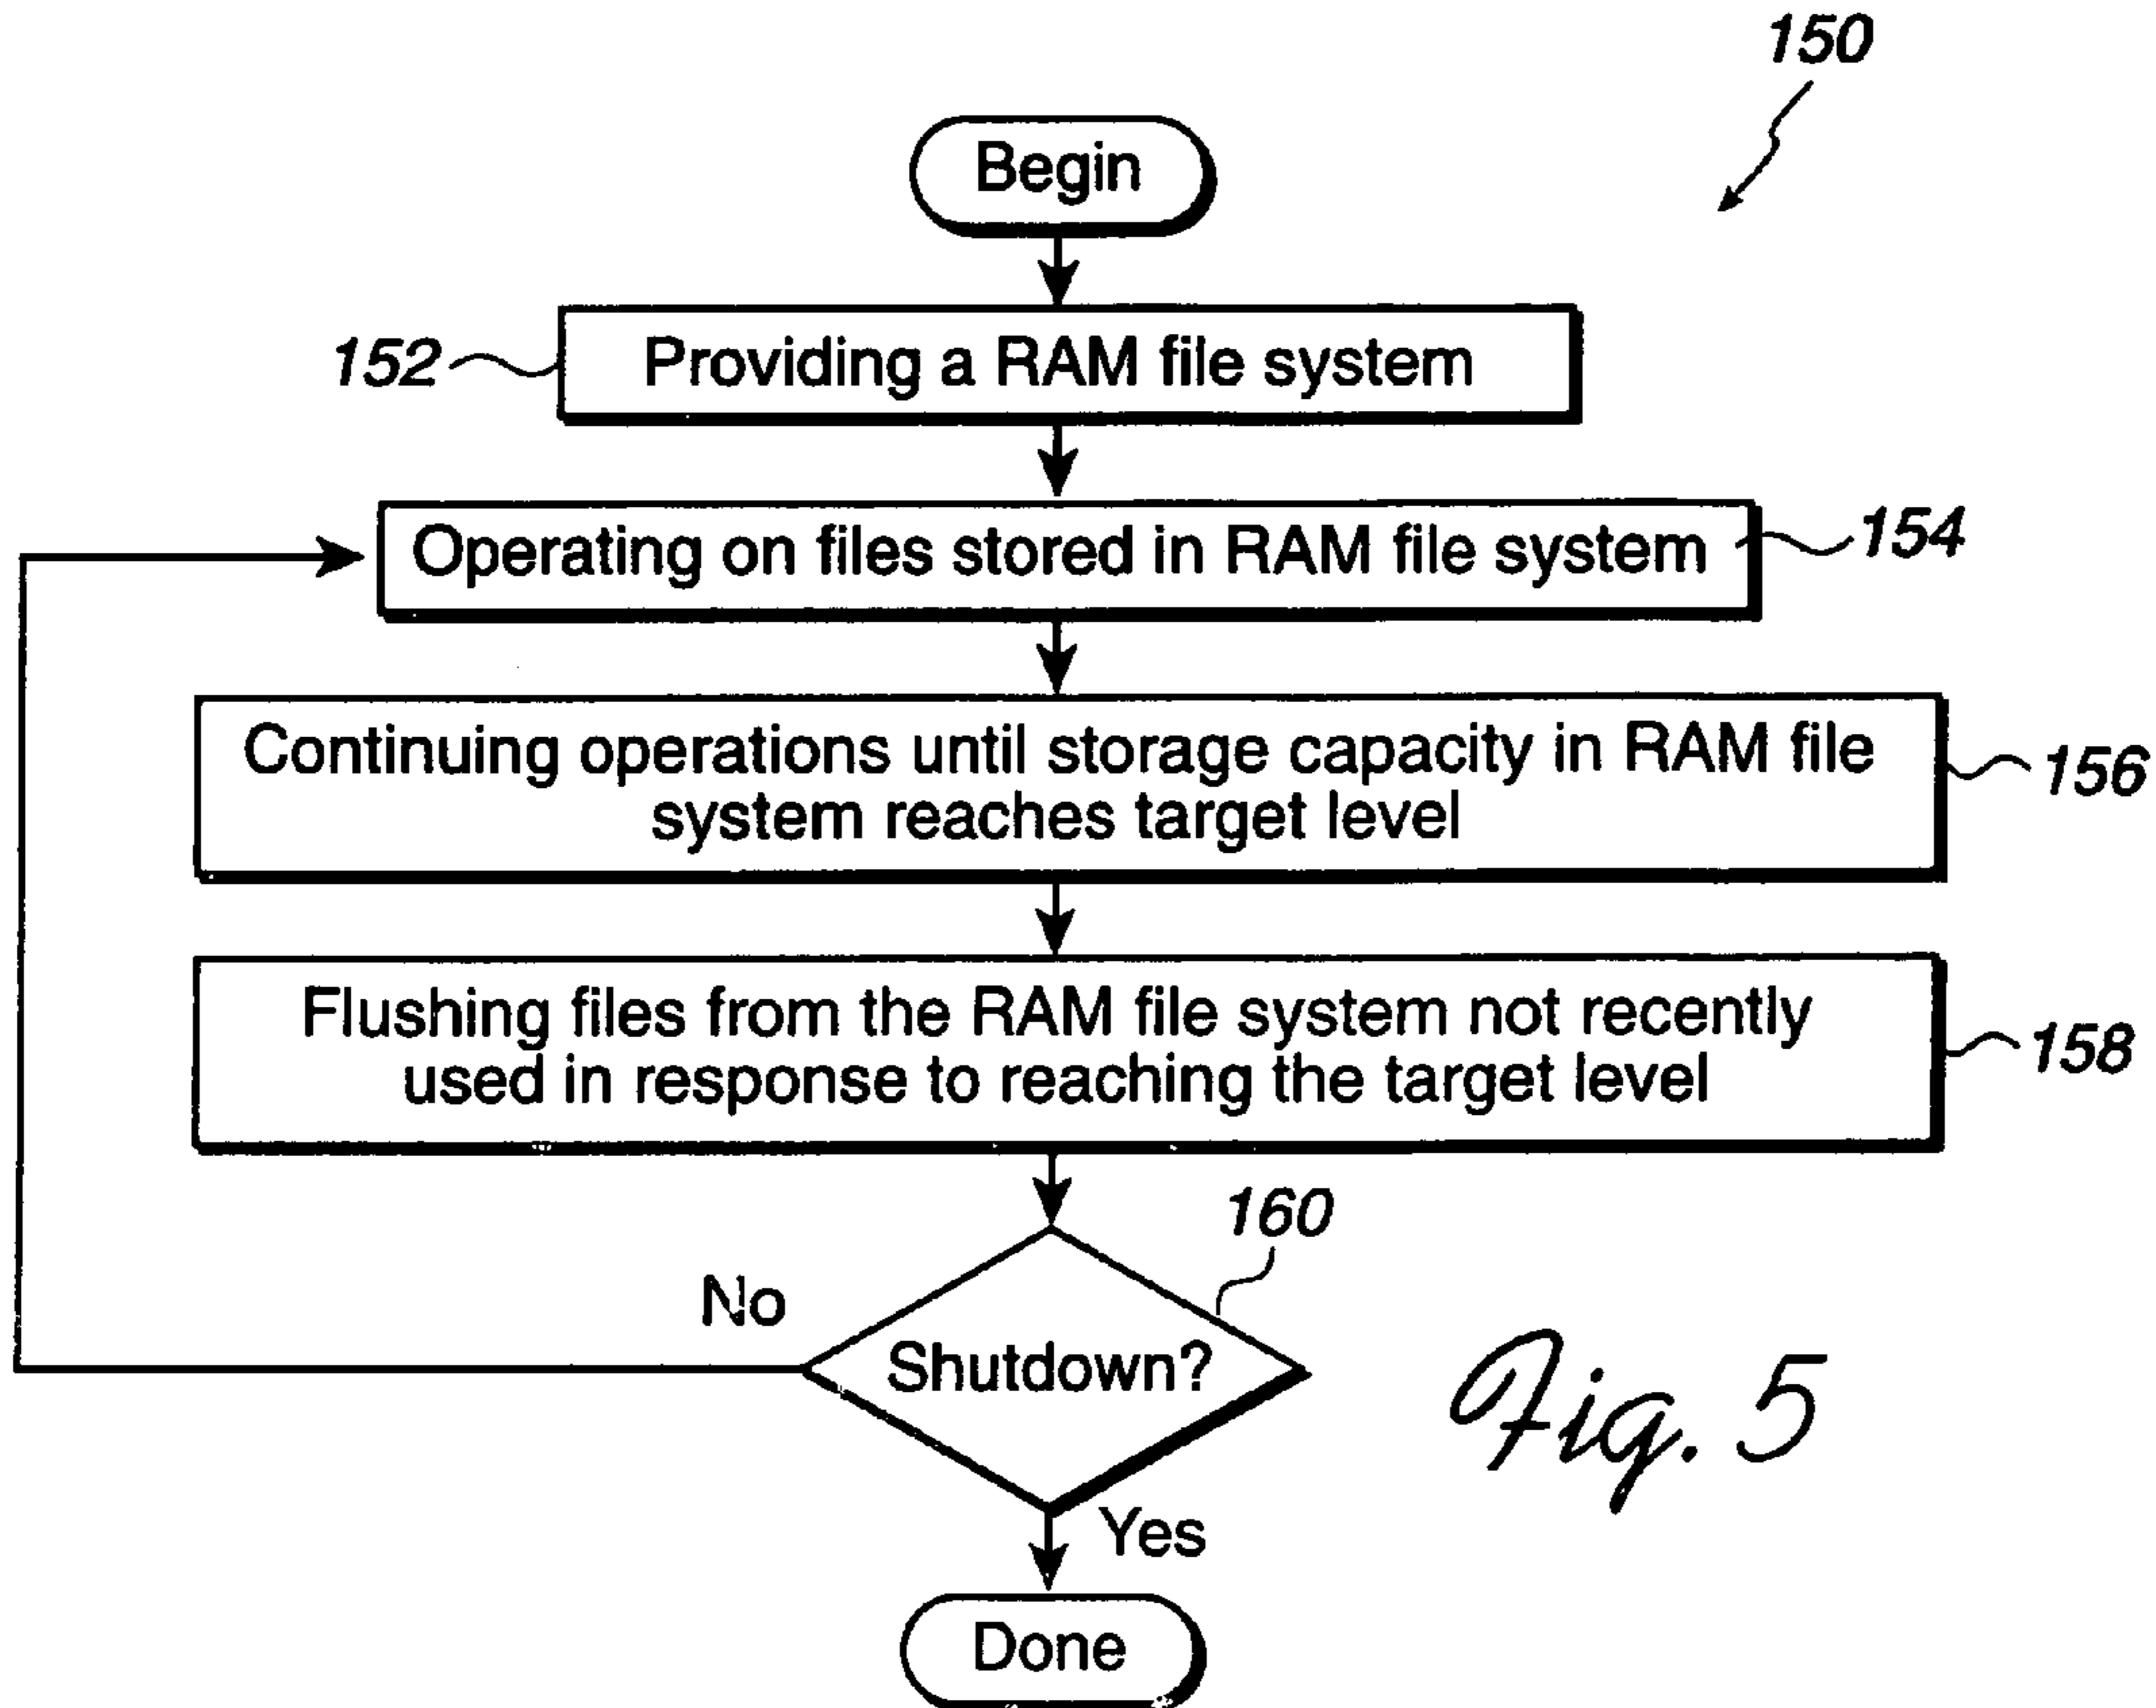 150
Begin
152
Providing a RAM file system
Operating on files stored in RAM file system
154
Continuing operations until storage capacity in RAM file
system reaches target level
156
Flushing files from the RAM file system not recently
used in response to reaching the target level
158
160
No
Shutdown?
Yes
Done
Fig. 5